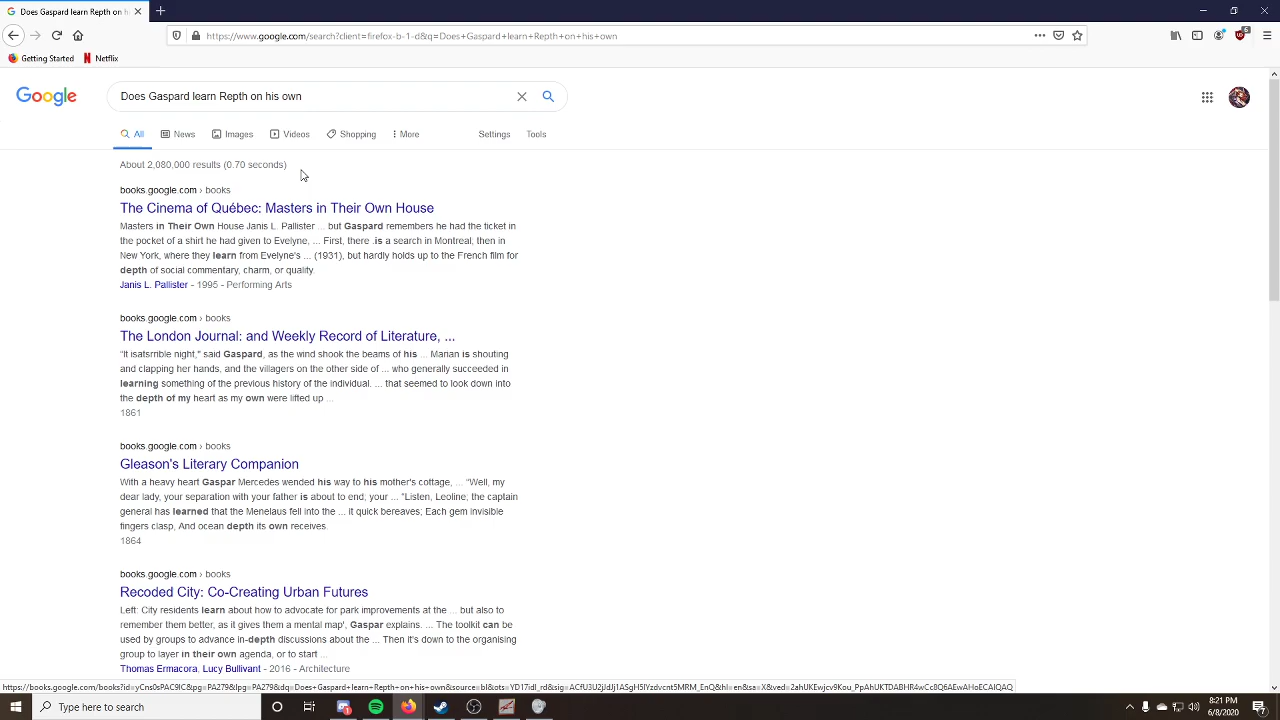 Does Gaspard learn Repth on his
https://www.google.com/search?client=firefox-b-1-d&q=Does+Gaspard+learn+Repth+on+his+own
6
Getting Started
Netflix
Google
Does Gaspard learn Repth on his own
All
News
Images
Videos
Shopping
More
Settings
Tools
About 2,080,000 results (0.70 seconds)
books.google.com › books
The Cinema of Québec: Masters in Their Own House
Masters in Their Own House Janis L. Pallister ... but Gaspard remembers he had the ticket in
the pocket of a shirt he had given to Evelyne, ... First, there .is a search in Montreal; then in
New York, where they learn from Evelyne's ... (1931), but hardly holds up to the French film for
depth of social commentary, charm, or quality.
Janis L. Pallister - 1995 - Performing Arts
books.google.com › books
The London Journal: and Weekly Record of Literature, ...
“It isatsrrible night,” said Gaspard, as the wind shook the beams of his ... Marian is shouting
and clapping her hands, and the villagers on the other side of ... who generally succeeded in
learning something of the previous history of the individual. ... that seemed to look down into
the depth of my heart as my own were lifted up ...
1861
books.google.com › books
Gleason's Literary Companion
With a heavy heart Gaspar Mercedes wended his way to his mother's cottage, ... “Well, my
dear lady, your separation with your father is about to end; your ... “Listen, Leoline; the captain
general has learned that the Menelaus fell into the ... it quick bereaves; Each gem invisible
fingers clasp, And ocean depth its own receives.
1864
books.google.com › books
Recoded City: Co-Creating Urban Futures
Left: City residents learn about how to advocate for park improvements at the ... but also to
remember them better, as it gives them a mental map', Gaspar explains. ... The toolkit can be
used by groups to advance in-depth discussions about the ... Then it's down to the organising
group to layer in their own agenda, or to start ...
Thomas Ermacora, Lucy Bullivant - 2016 - Architecture
Type here to search
8:21 PM
6/8/2020